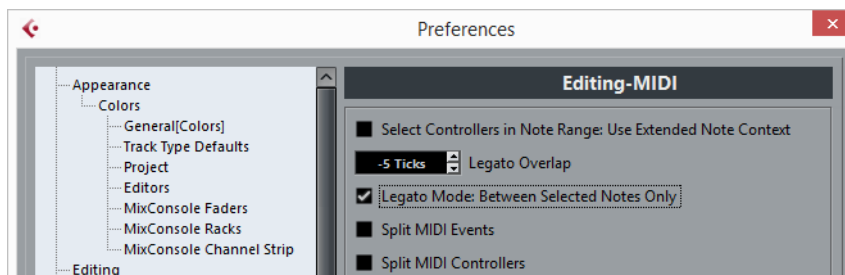 Preferences
Appearance
Colors
General[Colors]
Track Type Defaults
Project
Editors
MixConsole Faders
MixConsole Racks
MixConsole Channel Strip
Editing
Editing-MIDI
Select Controllers in Note Range: Use Extended Note Context
-5 Ticks Legato Overlap
Legato Mode: Between Selected Notes Only
Split MIDI Events
Split MIDI Controllers